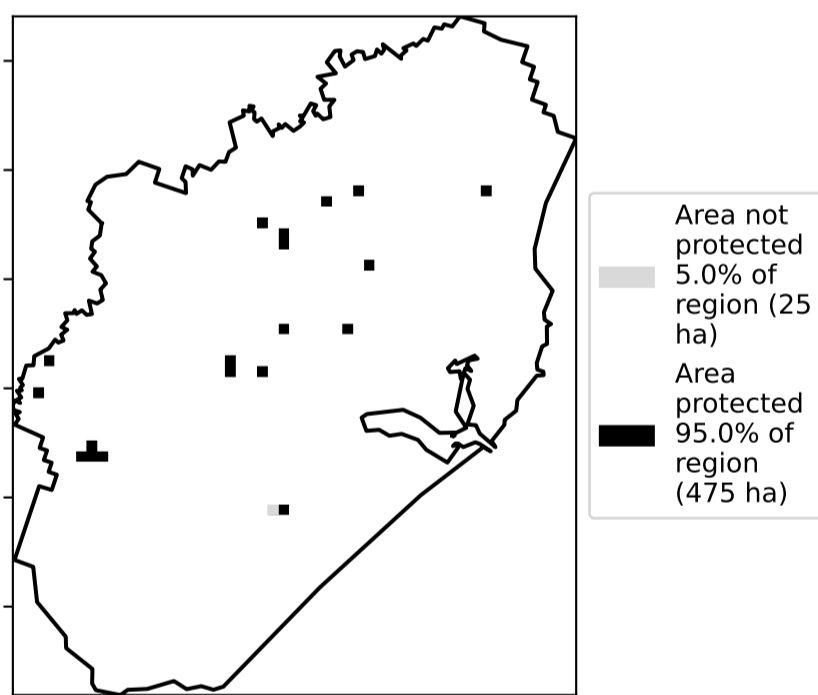 Area not
protected
5.0% of
region (25
ha)
Area
protected
95.0% of
region
(475 ha)